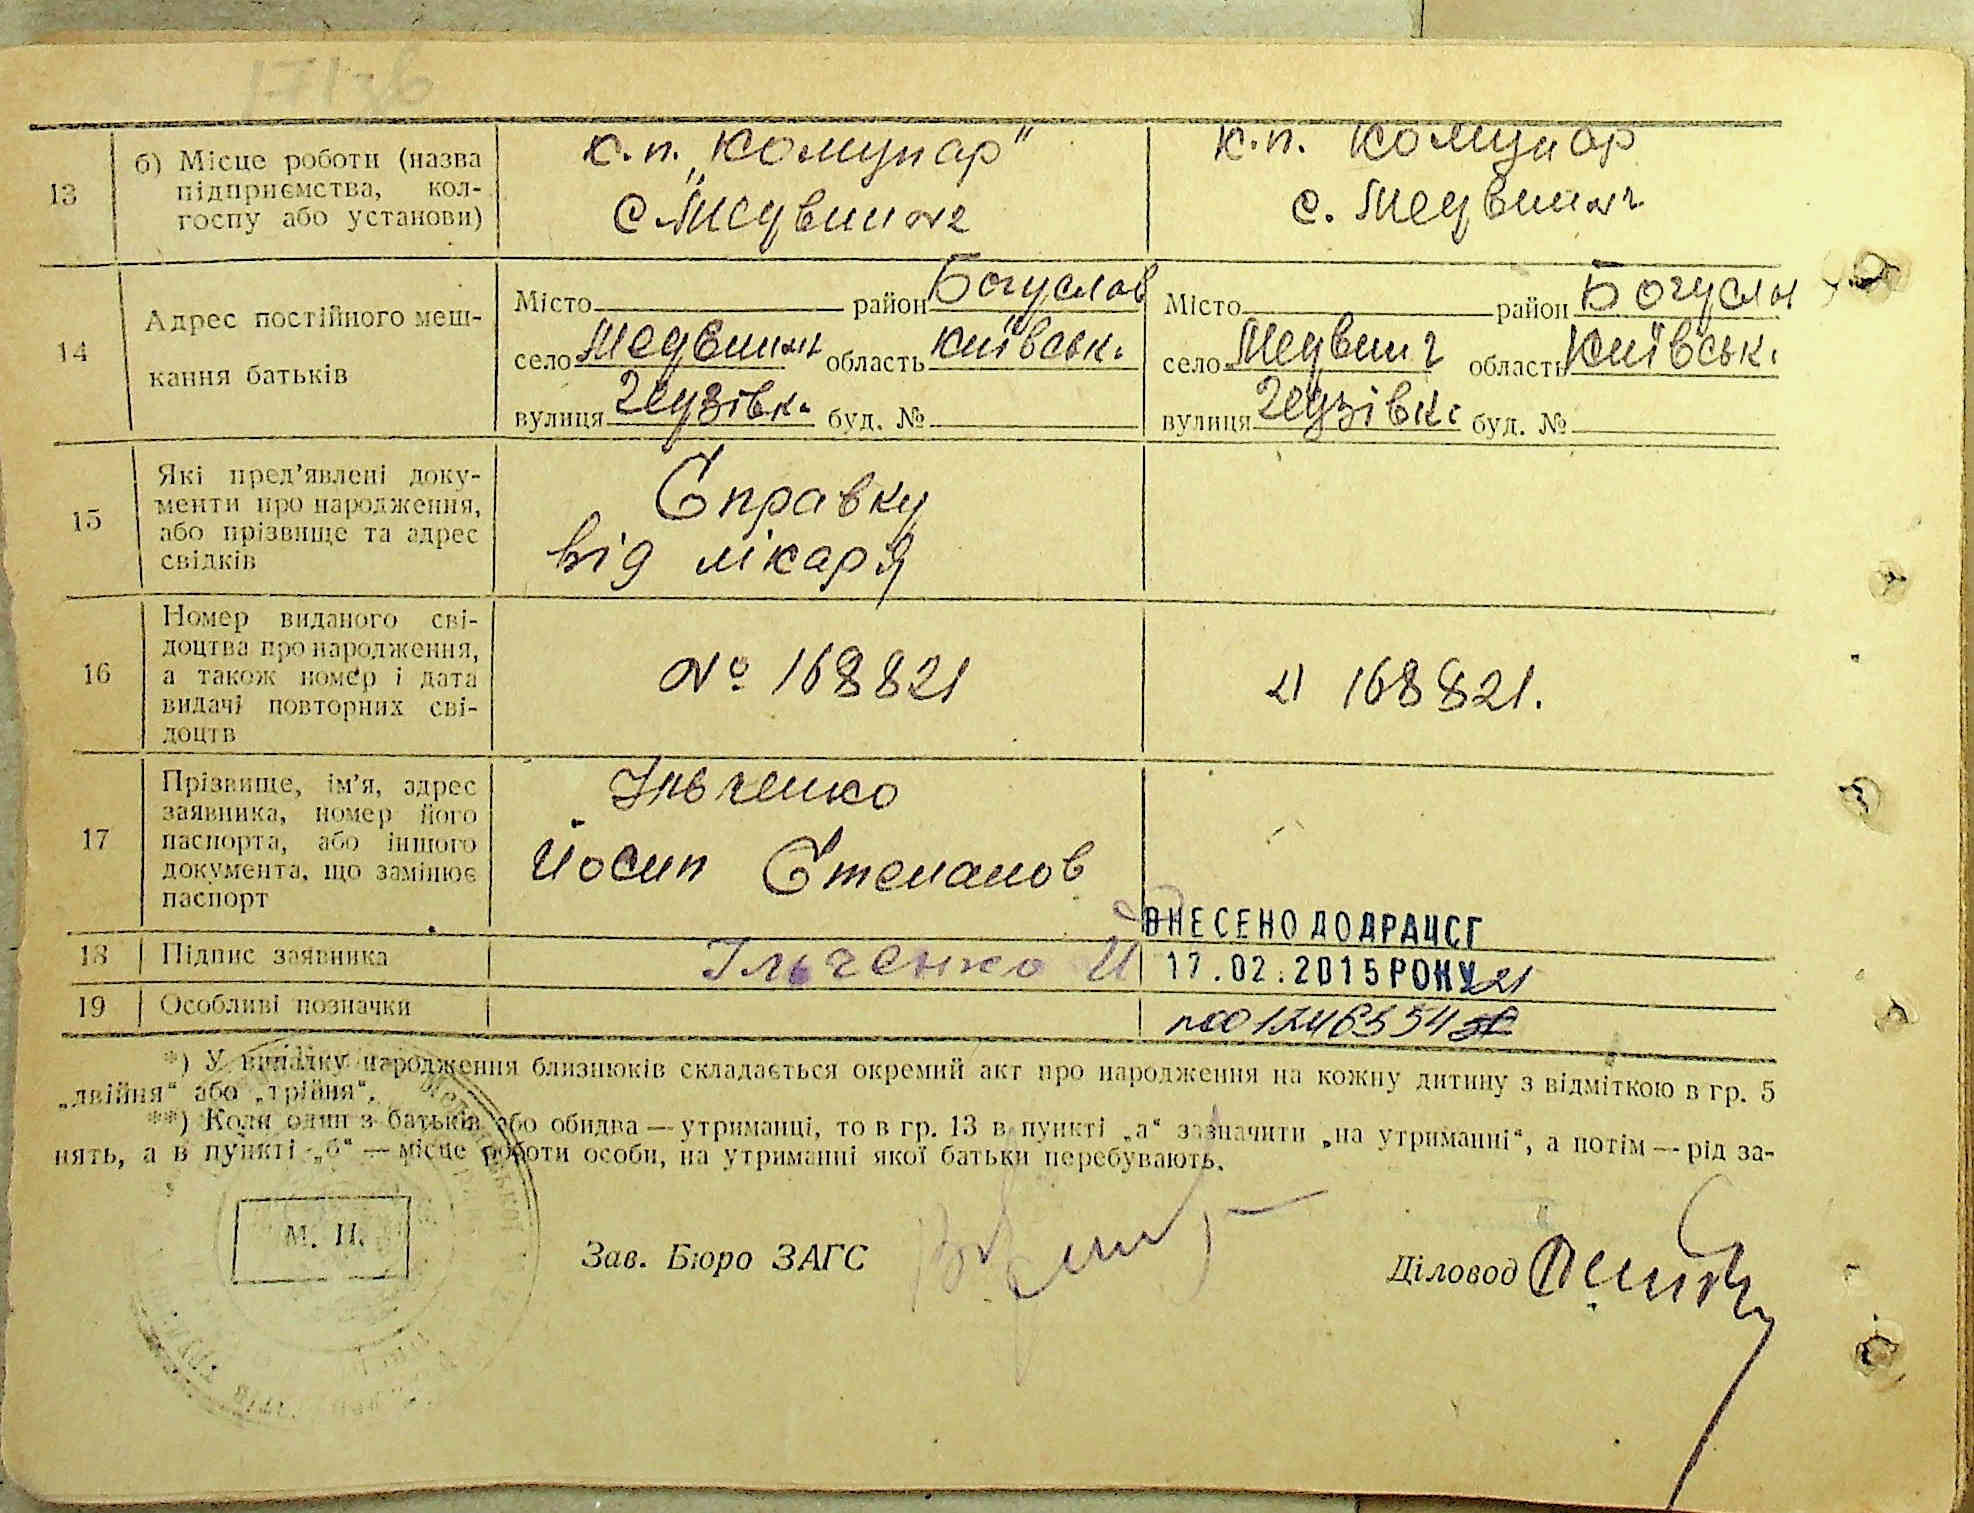 13
б) Місце роботи (назва
підприємства, кол-
госпу або установи)
к.п. „Комунар"
с Медвин
к.п. Комунар
с. Медвин
14
Адрес постійного меш-
кання батьків
Місто район Богуслав
село Медвин область Київськ.
вулиця Гедзівк. буд. №
Місто район Богусл
село Медвин область Київськ.
вулиця Гедзівк. буд. №
15
Які пред'явлені доку-
менти про народження,
або прізвище та адрес
свідків
Справку
від лікаря
16
Номер виданого сві-
доцтва про народження,
а також номер і дата
видачі повторних сві-
доцтв
№ 168821
168821.
17
Прізвище, ім'я, адрес
заявника, номер його
паспорта, або іншого
документа, що замінює
паспорт
Ільченко
Йосип Степанов
18
Підпис заявника
Ільченко Й
ВНЕСЕНО ДО ДРАЦСГ
17.02.2015 РОКУ
19
Особливі позначки
*) У випадку народження близнюків складається окремий акт про народження на кожну дитину з відміткою в гр. 5
„двійня“ або „трійня“.
**) Коли один з батьків або обидва — утриманці, то в гр. 13 в пункті „а“ зазначити „на утриманні“, а потім — рід за-
нять, а в пункті „б“ — місце роботи особи, на утриманні якої батьки перебувають.
М. П.
Зав. Бюро ЗАГС
Діловод